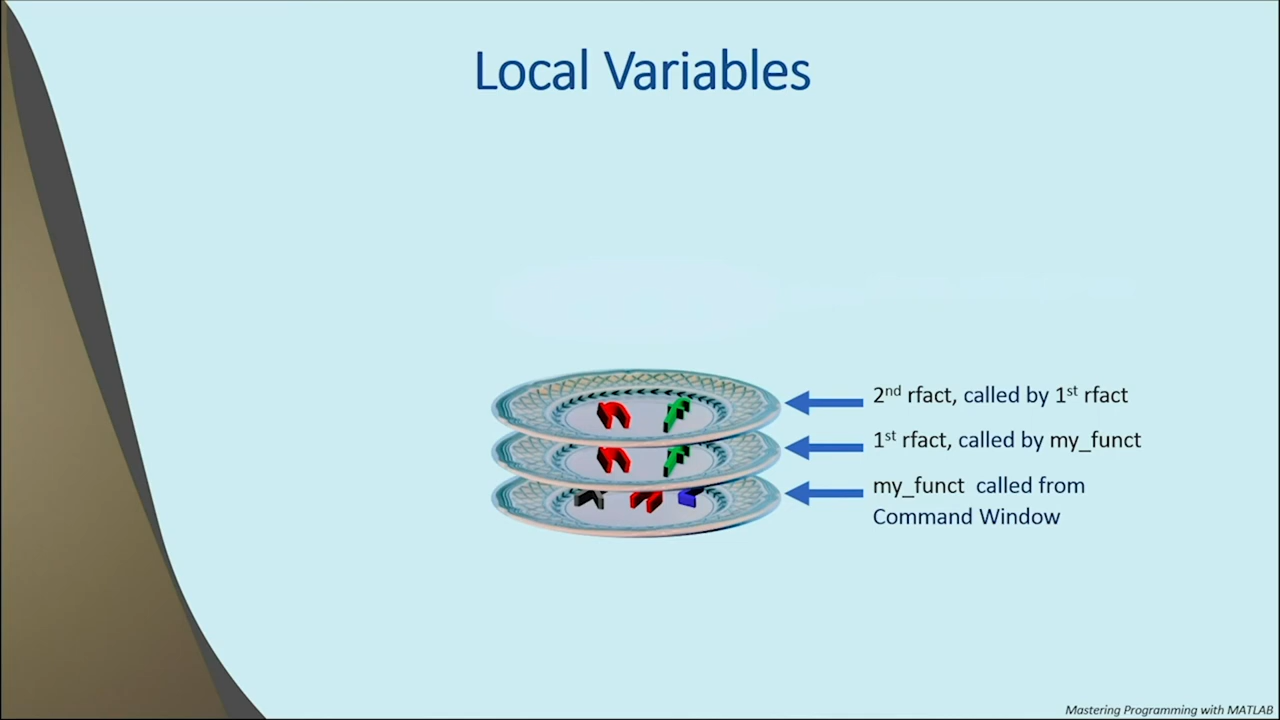 Local Variables
2nd rfact, called by 1st rfact
1st rfact, called by my_funct
my_funct called from
Command Window
n f
n f
n
Mastering Programming with MATLAB